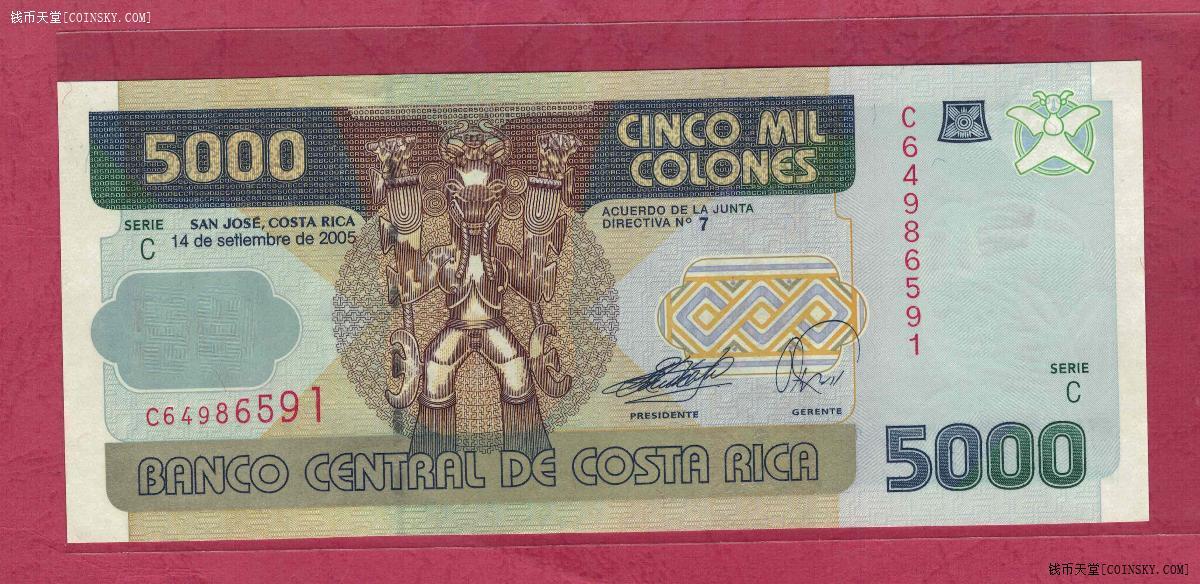 钱币天堂[COINSKY.COM]
5000
CINCO MIL
COLONES
SERIE
C
SAN JOSÉ, COSTA RICA
14 de setiembre de 2005
ACUERDO DE LA JUNTA
DIRECTIVA Nº 7
C64986591
C64986591
PRESIDENTE
GERENTE
SERIE
C
BANCO CENTRAL DE COSTA RICA
5000
钱币天堂[COINSKY.COM]